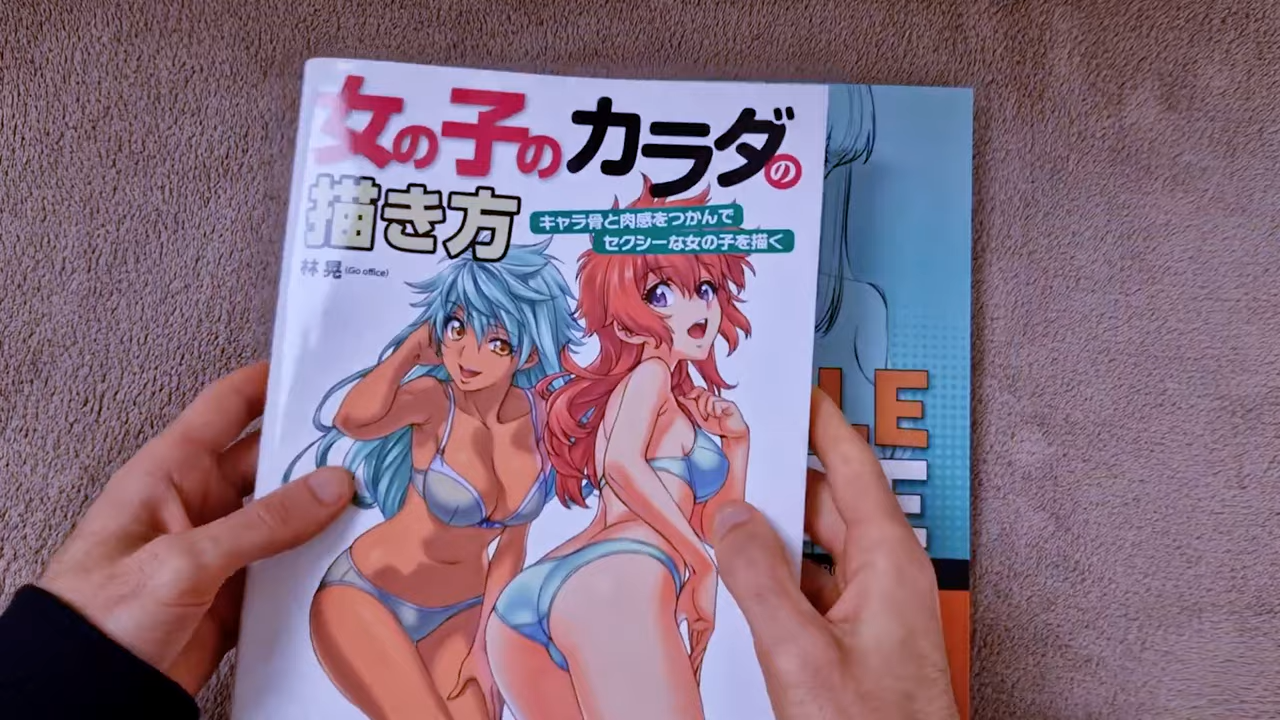 女の子のカラダの
描き方
キャラ骨と肉感をつかんで
セクシーな女の子を描く
林 晃 (Go office)
LE
E